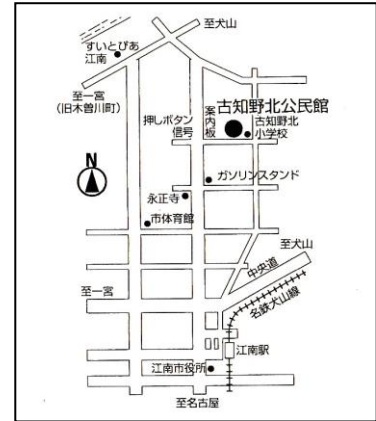 至犬山
すいとぴあ
江南
至一宮
(旧木曽川町)
押しボタン
信号
案内板
古知野北公民館
古知野北
小学校
N
ガソリンスタンド
永正寺
市体育館
至犬山
中央道
名鉄犬山線
至一宮
江南駅
江南市役所
至名古屋